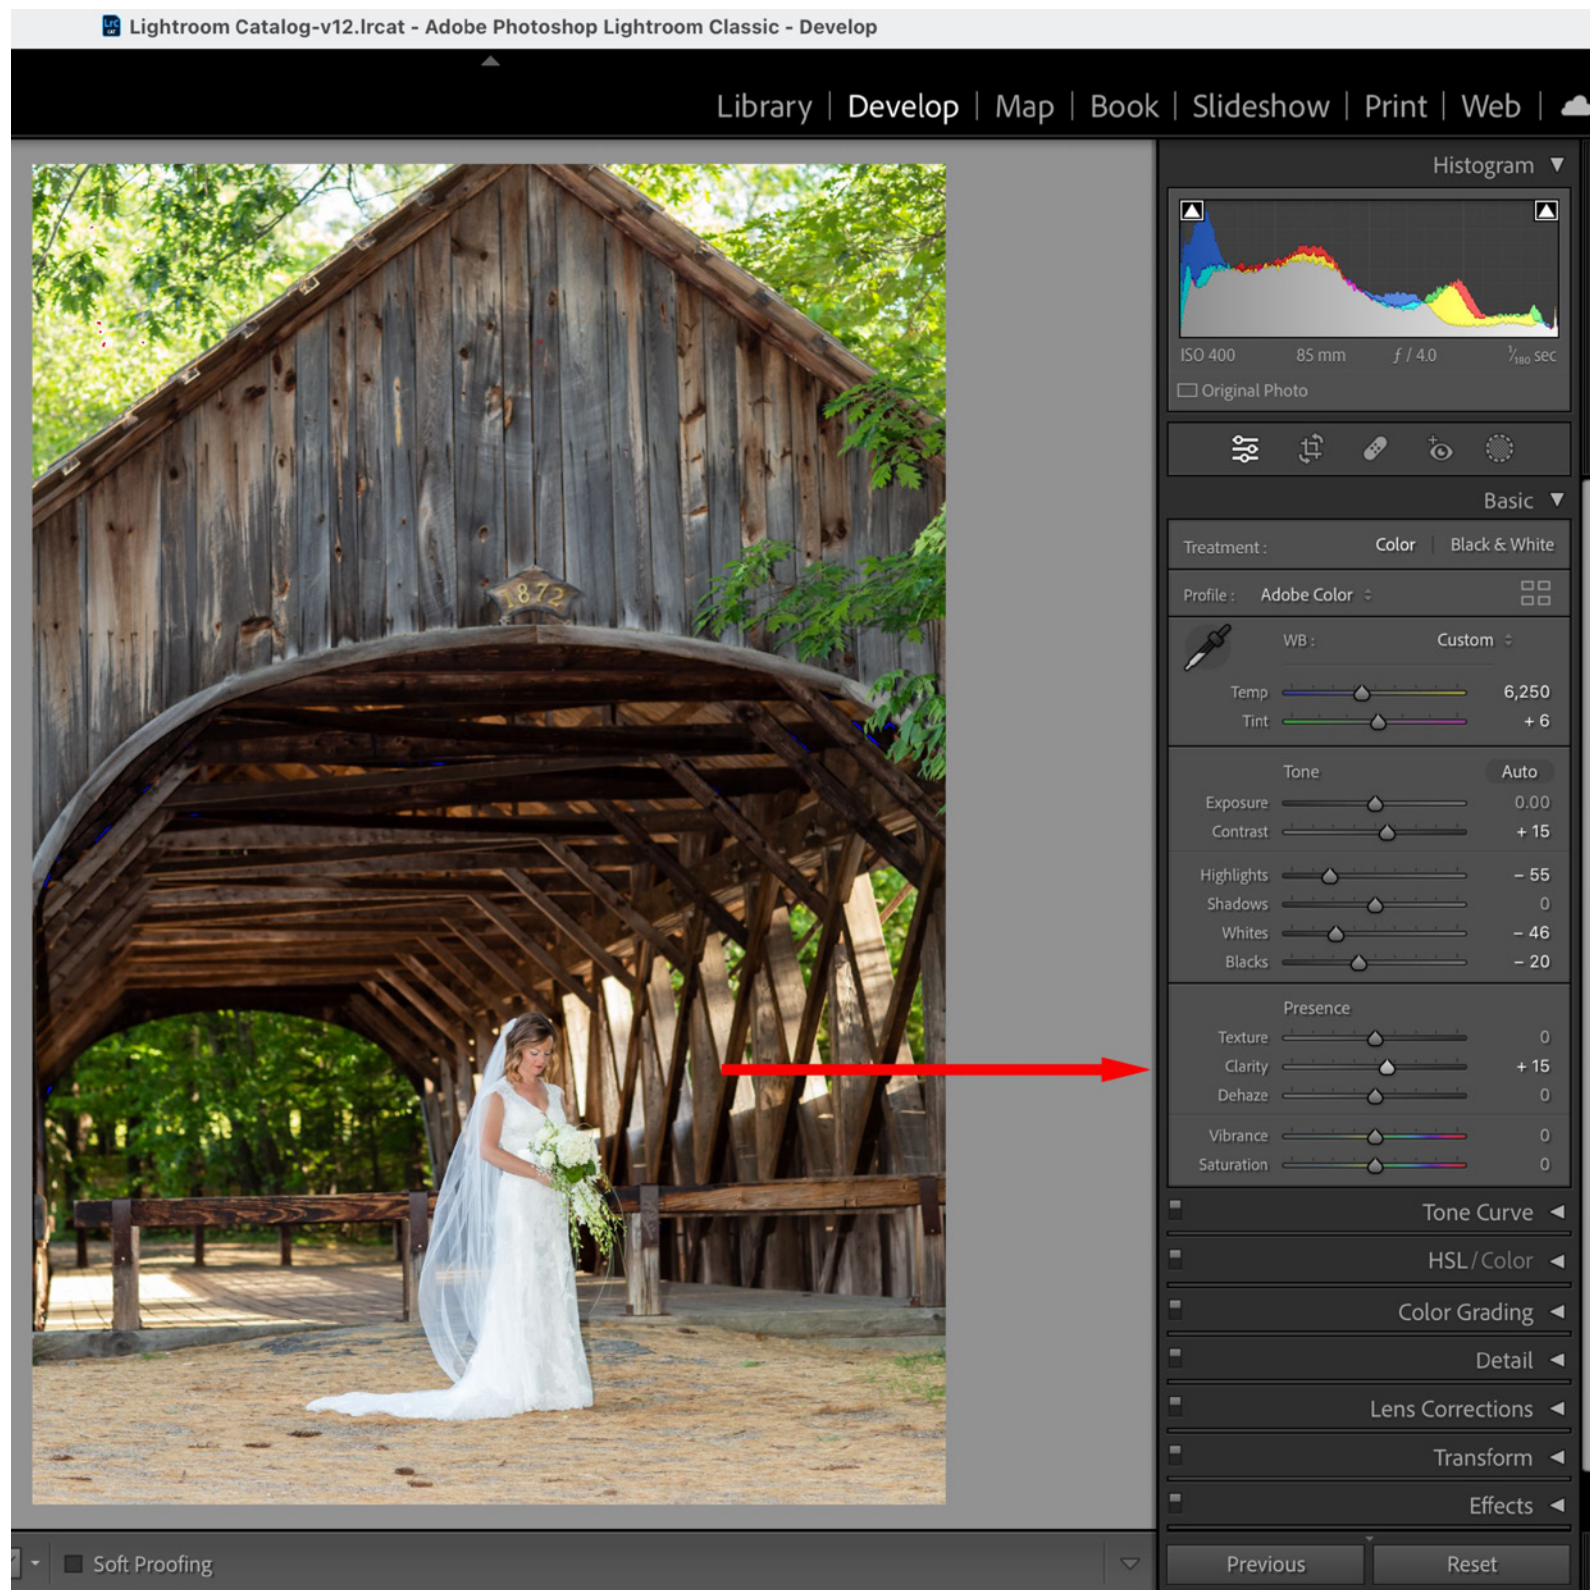 Lightroom Catalog-v12.lrcat - Adobe Photoshop Lightroom Classic - Develop
Library | Develop | Map | Book | Slideshow | Print | Web |
Histogram
ISO 400 85 mm ƒ / 4.0 1/180 sec
Original Photo
Basic
Treatment : Color Black & White
Profile : Adobe Color
WB : Custom
Temp 6,250
Tint + 6
Tone Auto
Exposure 0.00
Contrast + 15
Highlights – 55
Shadows 0
Whites – 46
Blacks – 20
Presence
Texture 0
Clarity + 15
Dehaze 0
Vibrance 0
Saturation 0
Tone Curve
HSL / Color
Color Grading
Detail
Lens Corrections
Transform
Effects
Soft Proofing
Previous Reset
1872